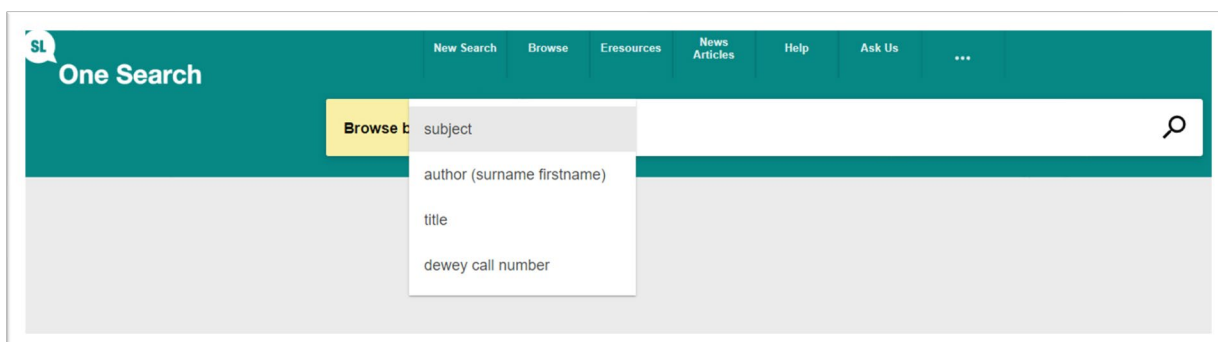 SL
One Search
New Search
Browse
Eresources
News
Articles
Help
Ask Us
...
Browse b
subject
author (surname firstname)
title
dewey call number